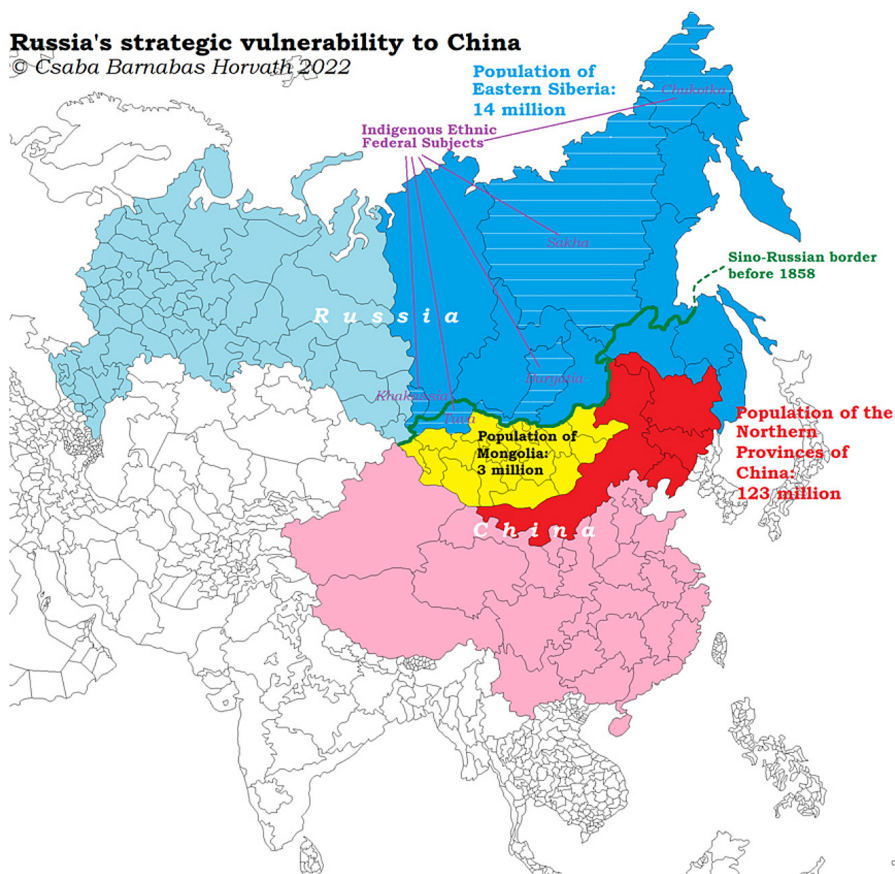 Russia's strategic vulnerability to China
© Csaba Barnabas Horvath 2022
Population of
Eastern Siberia:
14 million
Indigenous Ethnic
Federal Subjects
Chukotka
Sakha
Sino-Russian border
before 1858
Russia
Buryatia
Khakassia
Tuva
Population of
Mongolia:
3 million
Population of the
Northern
Provinces of
China:
123 million
China